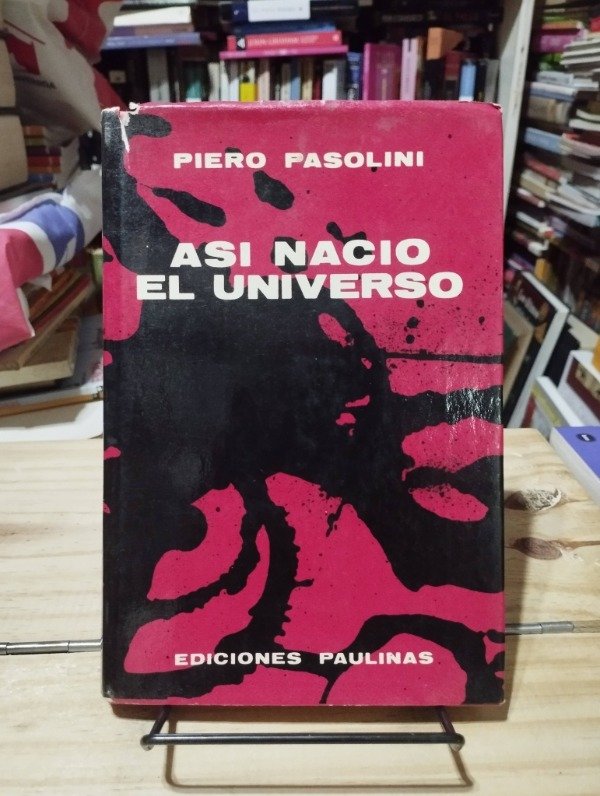 PIERO PASOLINI
ASI NACIO
EL UNIVERSO
EDICIONES PAULINAS